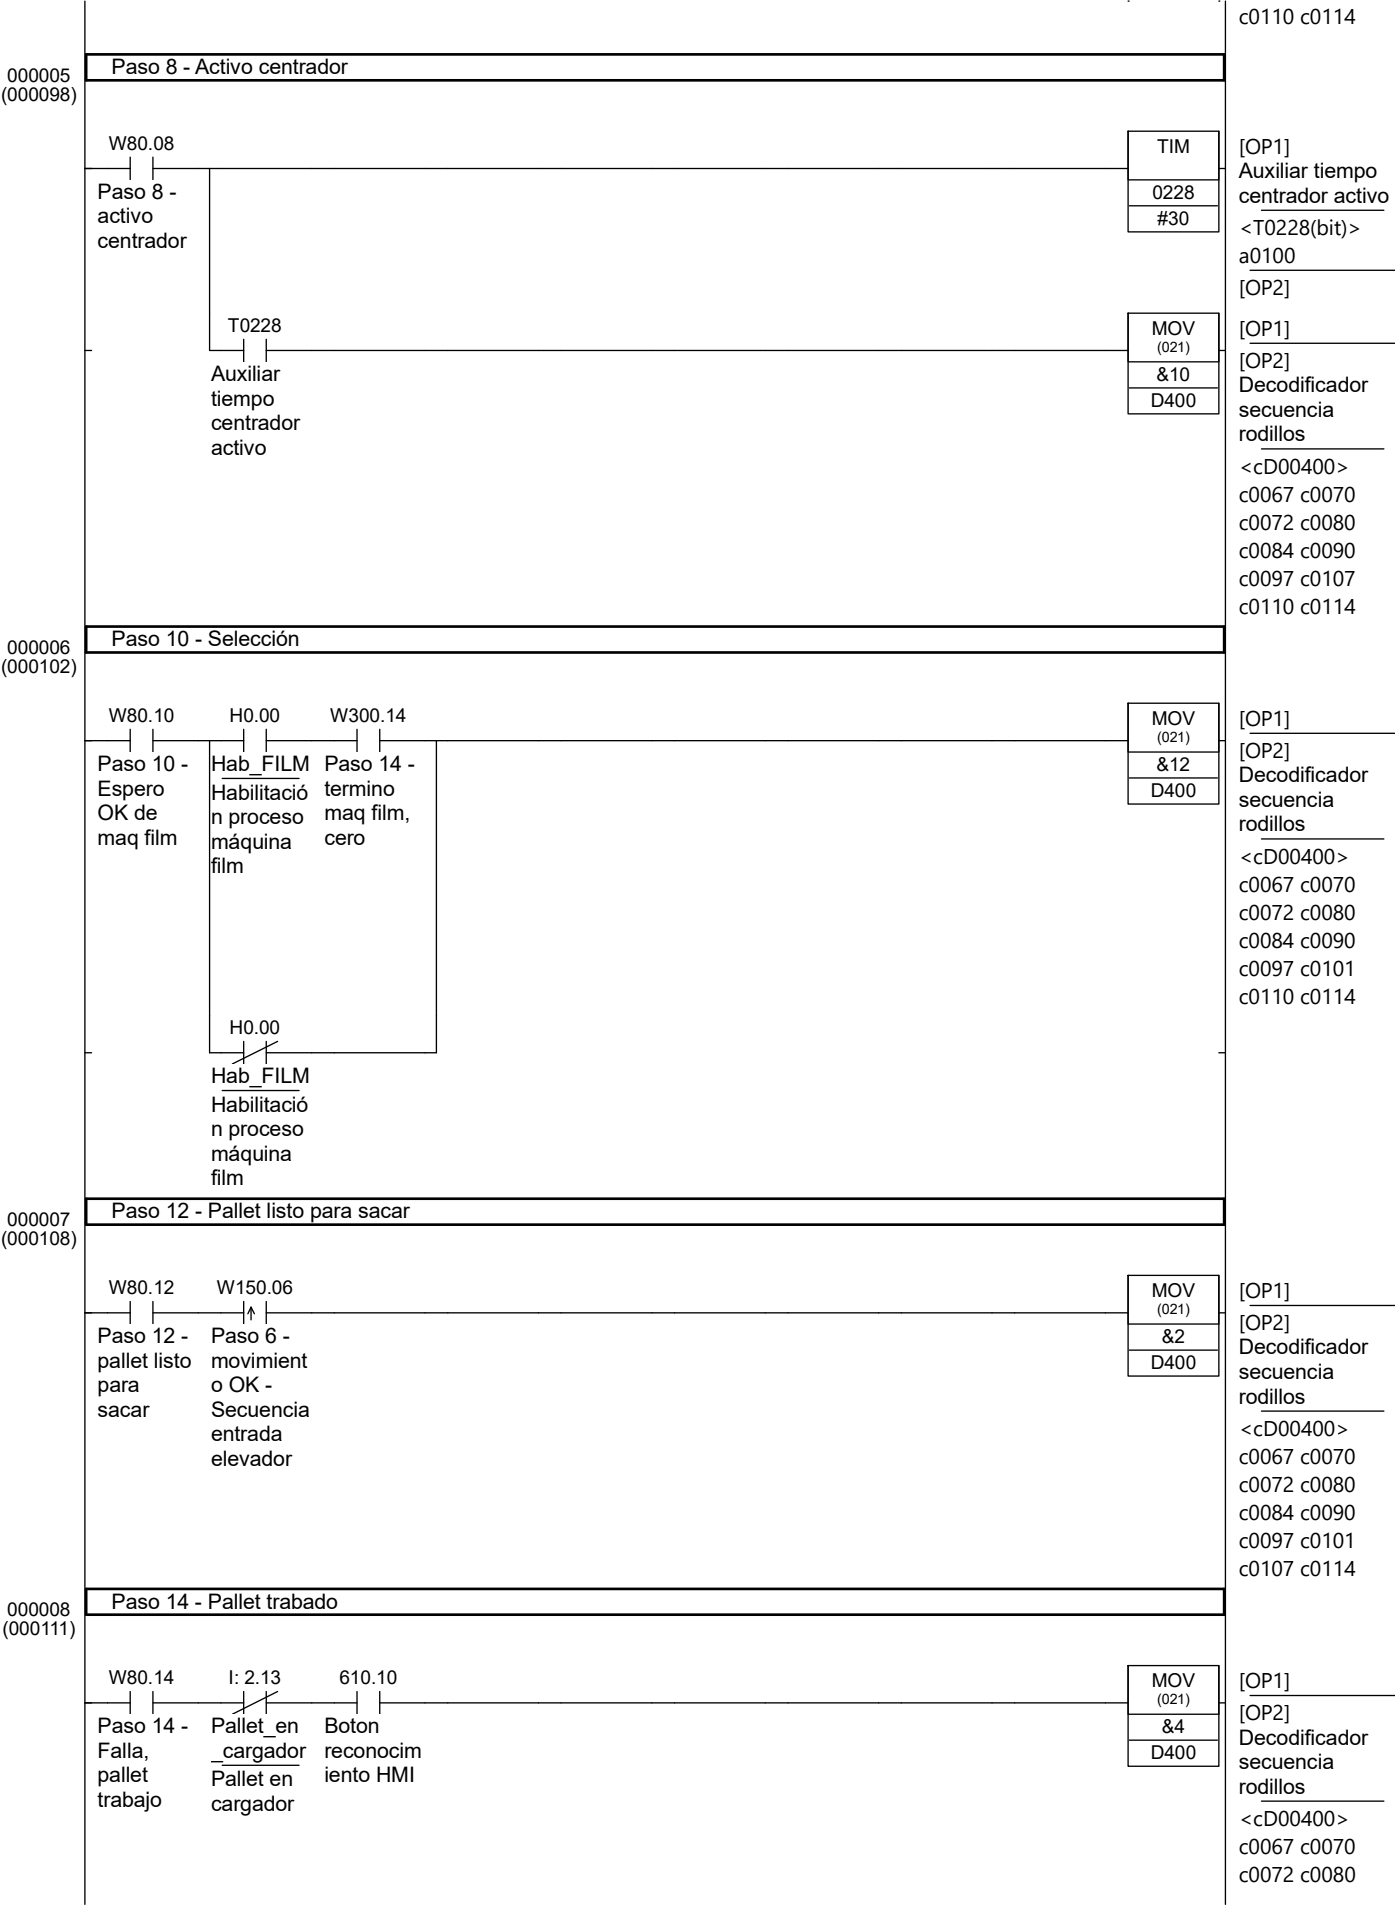 c0110 c0114
000005
(000098)
Paso 8 - Activo centrador
W80.08
Paso 8 -
activo
centrador
TIM
0228
#30
[OP1]
Auxiliar tiempo
centrador activo
<T0228(bit)>
a0100
[OP2]
T0228
Auxiliar
tiempo
centrador
activo
MOV
(021)
&10
D400
[OP1]
[OP2]
Decodificador
secuencia
rodillos
<cD00400>
c0067 c0070
c0072 c0080
c0084 c0090
c0097 c0107
c0110 c0114
000006
(000102)
Paso 10 - Selección
W80.10
Paso 10 -
Espero
OK de
maq film
H0.00
Hab_FILM
Habilitació
n proceso
máquina
film
W300.14
Paso 14 -
termino
maq film,
cero
MOV
(021)
&12
D400
[OP1]
[OP2]
Decodificador
secuencia
rodillos
<cD00400>
c0067 c0070
c0072 c0080
c0084 c0090
c0097 c0101
c0110 c0114
H0.00
Hab_FILM
Habilitació
n proceso
máquina
film
000007
(000108)
Paso 12 - Pallet listo para sacar
W80.12
Paso 12 -
pallet listo
para
sacar
W150.06
Paso 6 -
movimient
o OK -
Secuencia
entrada
elevador
MOV
(021)
&2
D400
[OP1]
[OP2]
Decodificador
secuencia
rodillos
<cD00400>
c0067 c0070
c0072 c0080
c0084 c0090
c0097 c0101
c0107 c0114
000008
(000111)
Paso 14 - Pallet trabado
W80.14
Paso 14 -
Falla,
pallet
trabajo
I: 2.13
Pallet_en
_cargador
Pallet en
cargador
610.10
Boton
reconocim
iento HMI
MOV
(021)
&4
D400
[OP1]
[OP2]
Decodificador
secuencia
rodillos
<cD00400>
c0067 c0070
c0072 c0080